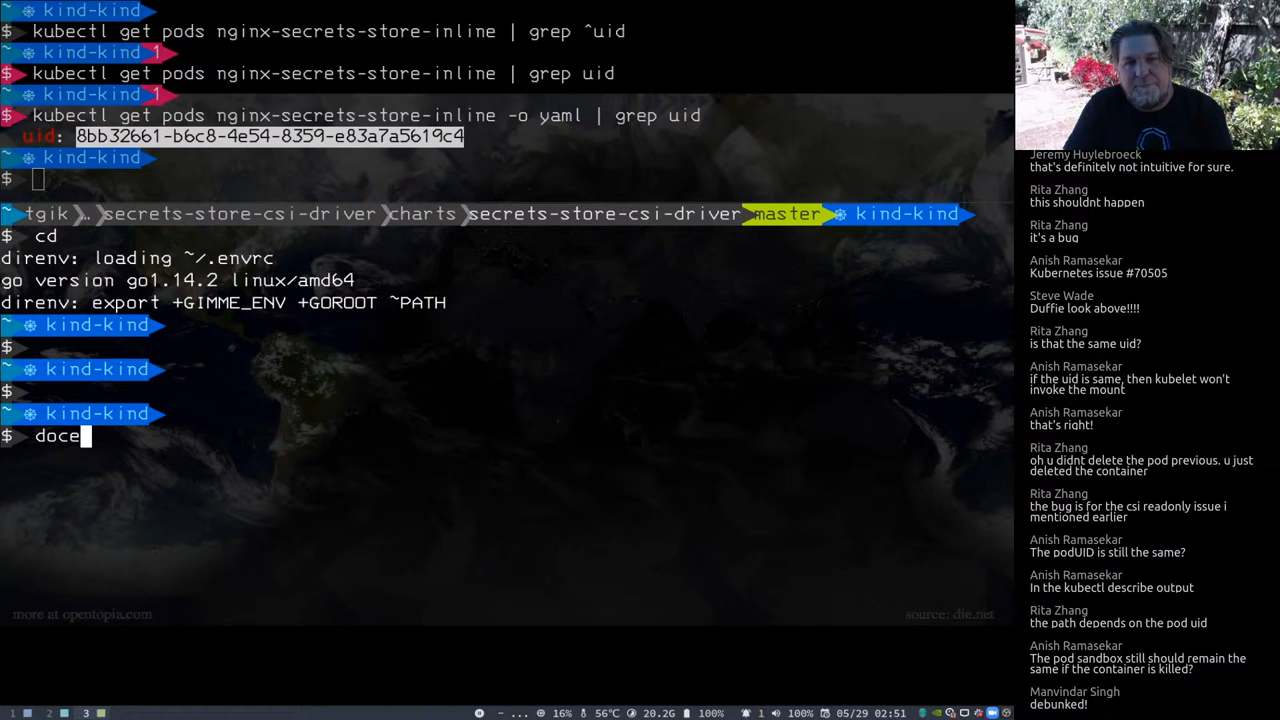 ~ ⎈ kind-kind
$ kubectl get pods nginx-secrets-store-inline | grep ^uid
~ ⎈ kind-kind 1
$ kubectl get pods nginx-secrets-store-inline | grep uid
~ ⎈ kind-kind 1
$ kubectl get pods nginx-secrets-store-inline -o yaml | grep uid
uid: 8bb32661-b6c8-4e54-8359-e83a7a5619c4
~ ⎈ kind-kind
$
~ tgik … secrets-store-csi-driver charts secrets-store-csi-driver master ⎈ kind-kind
$ cd
direnv: loading ~/.envrc
go version go1.14.2 linux/amd64
direnv: export +GIMME_ENV +GOROOT ~PATH
~ ⎈ kind-kind
$
~ ⎈ kind-kind
$
~ ⎈ kind-kind
$ doce
more at opentopia.com
source: die.net
1 2 3
~ ... 16% 56°C 20.2G 100% 1 100% 05/29 02:51
Jeremy Huylebroeck
that's definitely not intuitive for sure.
Rita Zhang
this shouldnt happen
Rita Zhang
it's a bug
Anish Ramasekar
Kubernetes issue #70505
Steve Wade
Duffie look above!!!!
Rita Zhang
is that the same uid?
Anish Ramasekar
if the uid is same, then kubelet won't
invoke the mount
Anish Ramasekar
that's right!
Rita Zhang
oh u didnt delete the pod previous. u just
deleted the container
Rita Zhang
the bug is for the csi readonly issue i
mentioned earlier
Anish Ramasekar
The podUID is still the same?
Anish Ramasekar
In the kubectl describe output
Rita Zhang
the path depends on the pod uid
Anish Ramasekar
The pod sandbox still should remain the
same if the container is killed?
Manvindar Singh
debunked!